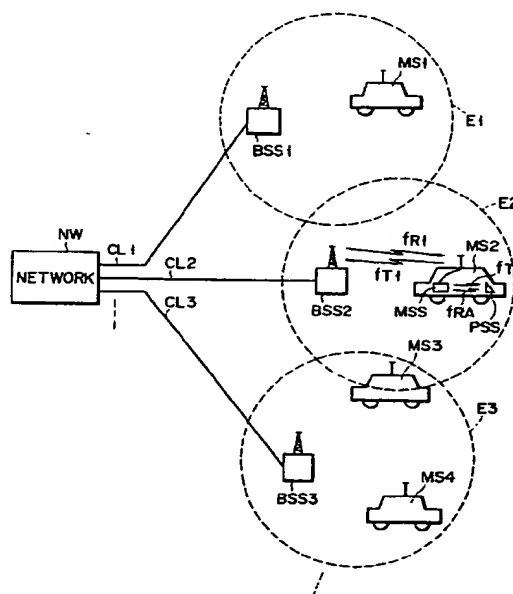 MS1
E1
BSS1
NW
CL1
NETWORK
CL2
CL3
E2
fR1
fT1
MS2
fT
BSS2
MSS
fRA
PSS
MS3
E3
BSS3
MS4